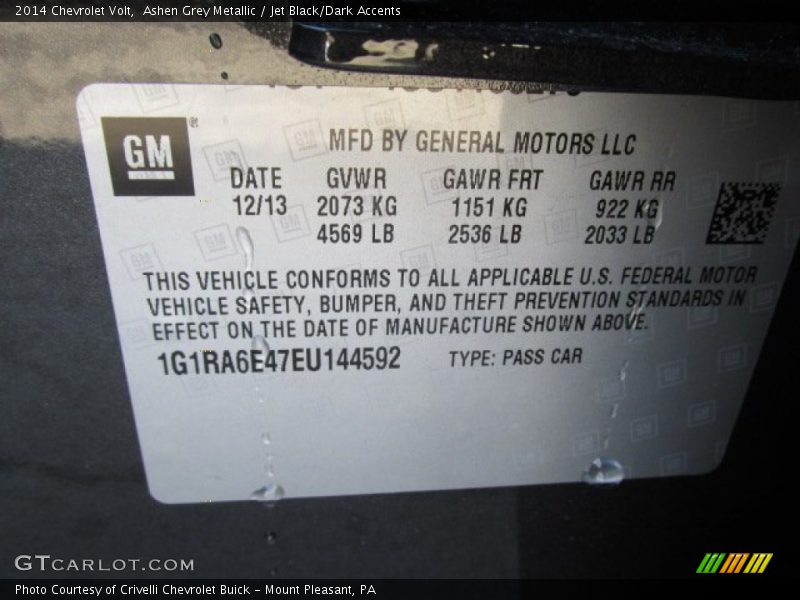 2014 Chevrolet Volt, Ashen Grey Metallic / Jet Black/Dark Accents
GM
MFD BY GENERAL MOTORS LLC
DATE GVWR GAWR FRT GAWR RR
12/13 2073 KG 1151 KG 922 KG
4569 LB 2536 LB 2033 LB
THIS VEHICLE CONFORMS TO ALL APPLICABLE U.S. FEDERAL MOTOR
VEHICLE SAFETY, BUMPER, AND THEFT PREVENTION STANDARDS IN
EFFECT ON THE DATE OF MANUFACTURE SHOWN ABOVE.
1G1RA6E47EU144592 TYPE: PASS CAR
GTCARLOT.COM
Photo Courtesy of Crivelli Chevrolet Buick - Mount Pleasant, PA